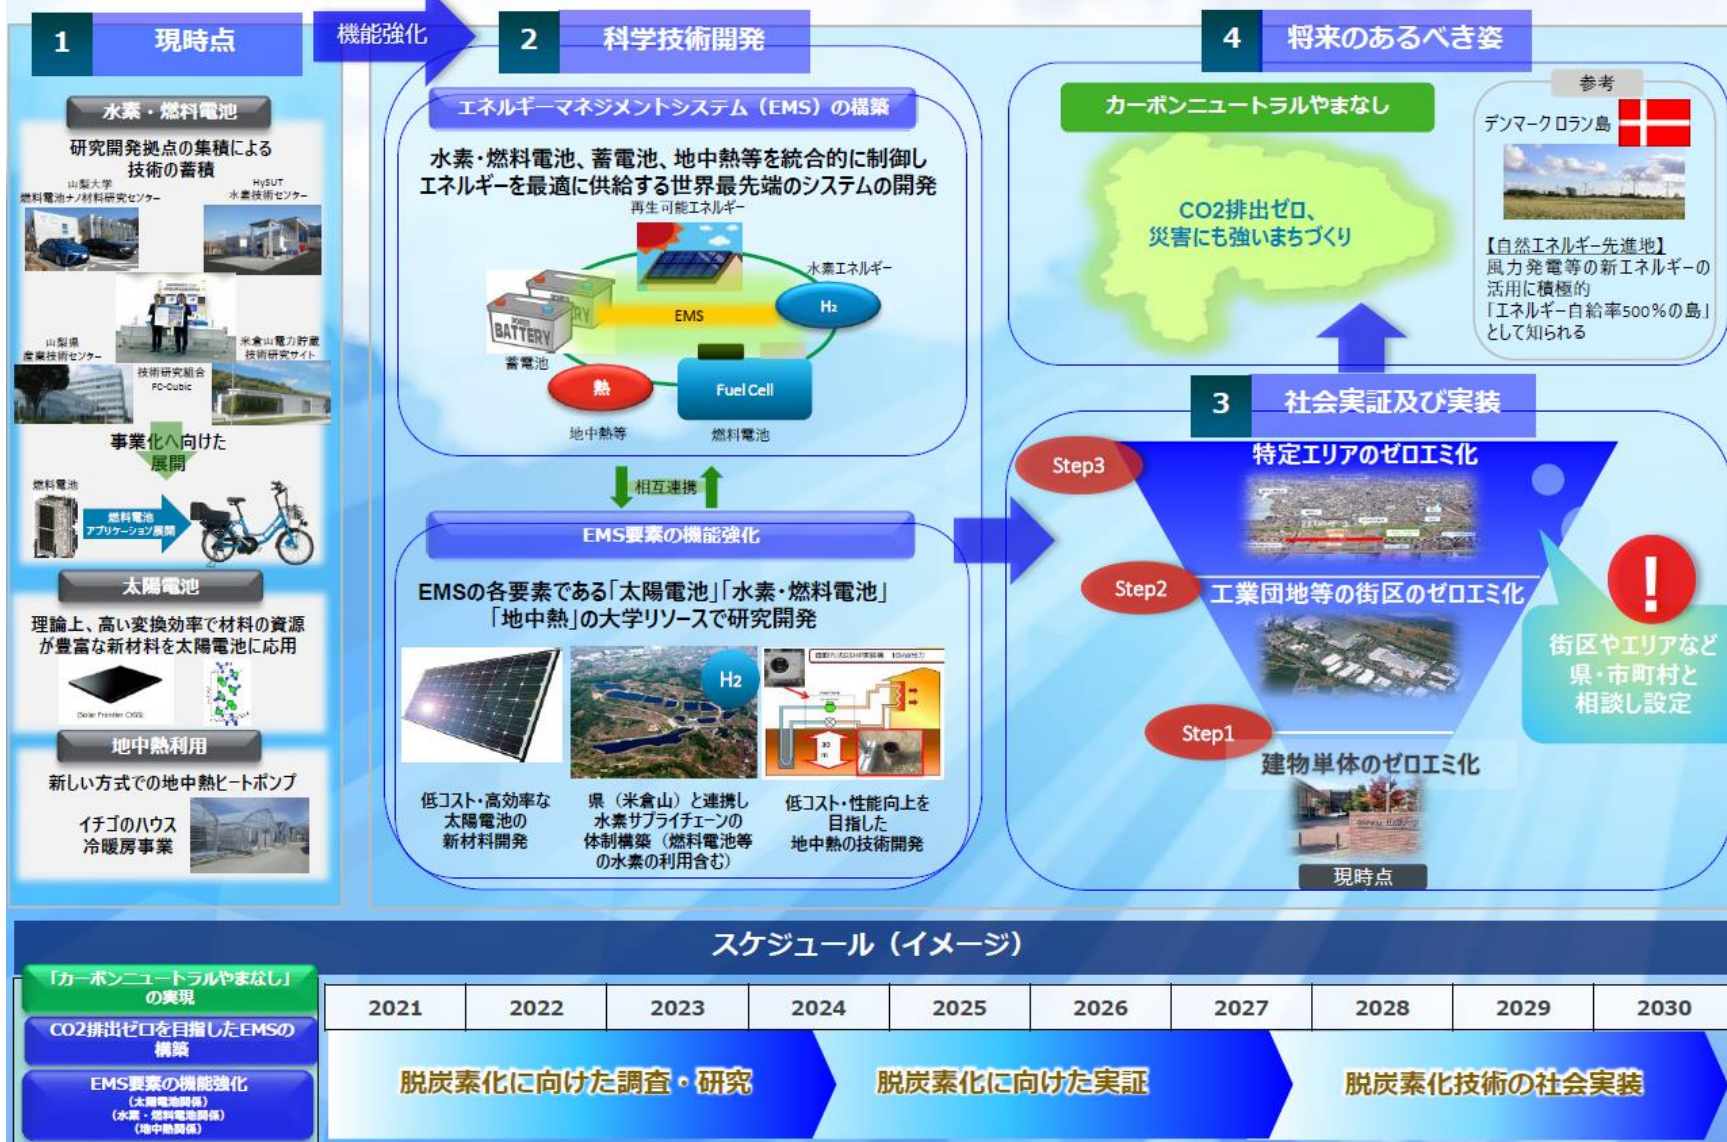 1 現時点
機能強化
水素・燃料電池
研究開発拠点の集積による
技術の蓄積
山梨大学
燃料電池ナノ材料研究センター
HySUT
水素技術センター
山梨県
産業技術センター
技術研究組合
FC-Cubic
米倉山電力貯蔵
技術研究サイト
事業化へ向けた
展開
燃料電池
燃料電池
アプリケーション展開
太陽電池
理論上、高い変換効率で材料の資源
が豊富な新材料を太陽電池に応用
(Solar Frontier CIGS)
地中熱利用
新しい方式での地中熱ヒートポンプ
イチゴのハウス
冷暖房事業
2 科学技術開発
エネルギーマネジメントシステム（EMS）の構築
水素・燃料電池、蓄電池、地中熱等を統合的に制御し
エネルギーを最適に供給する世界最先端のシステムの開発
再生可能エネルギー
水素エネルギー
H2
EMS
BATTERY
蓄電池
熱
地中熱等
Fuel Cell
燃料電池
相互連携
EMS要素の機能強化
EMSの各要素である「太陽電池」「水素・燃料電池」
「地中熱」の大学リソースで研究開発
H2
30
m
低コスト・高効率な
太陽電池の
新材料開発
県（米倉山）と連携し
水素サプライチェーンの
体制構築（燃料電池等
の水素の利用含む）
低コスト・性能向上を
目指した
地中熱の技術開発
4 将来のあるべき姿
カーボンニュートラルやまなし
CO2排出ゼロ、
災害にも強いまちづくり
参考
デンマーク ロラン島
【自然エネルギー先進地】
風力発電等の新エネルギーの
活用に積極的
「エネルギー自給率500％の島」
として知られる
3 社会実証及び実装
Step3
特定エリアのゼロエミ化
Step2
工業団地等の街区のゼロエミ化
Step1
建物単体のゼロエミ化
現時点
!
街区やエリアなど
県・市町村と
相談し設定
スケジュール（イメージ）
「カーボンニュートラルやまなし」
の実現
CO2排出ゼロを目指したEMSの
構築
EMS要素の機能強化
（太陽電池関係）
（水素・燃料電池関係）
（地中熱関係）
2021 2022 2023 2024 2025 2026 2027 2028 2029 2030
脱炭素化に向けた調査・研究
脱炭素化に向けた実証
脱炭素化技術の社会実装